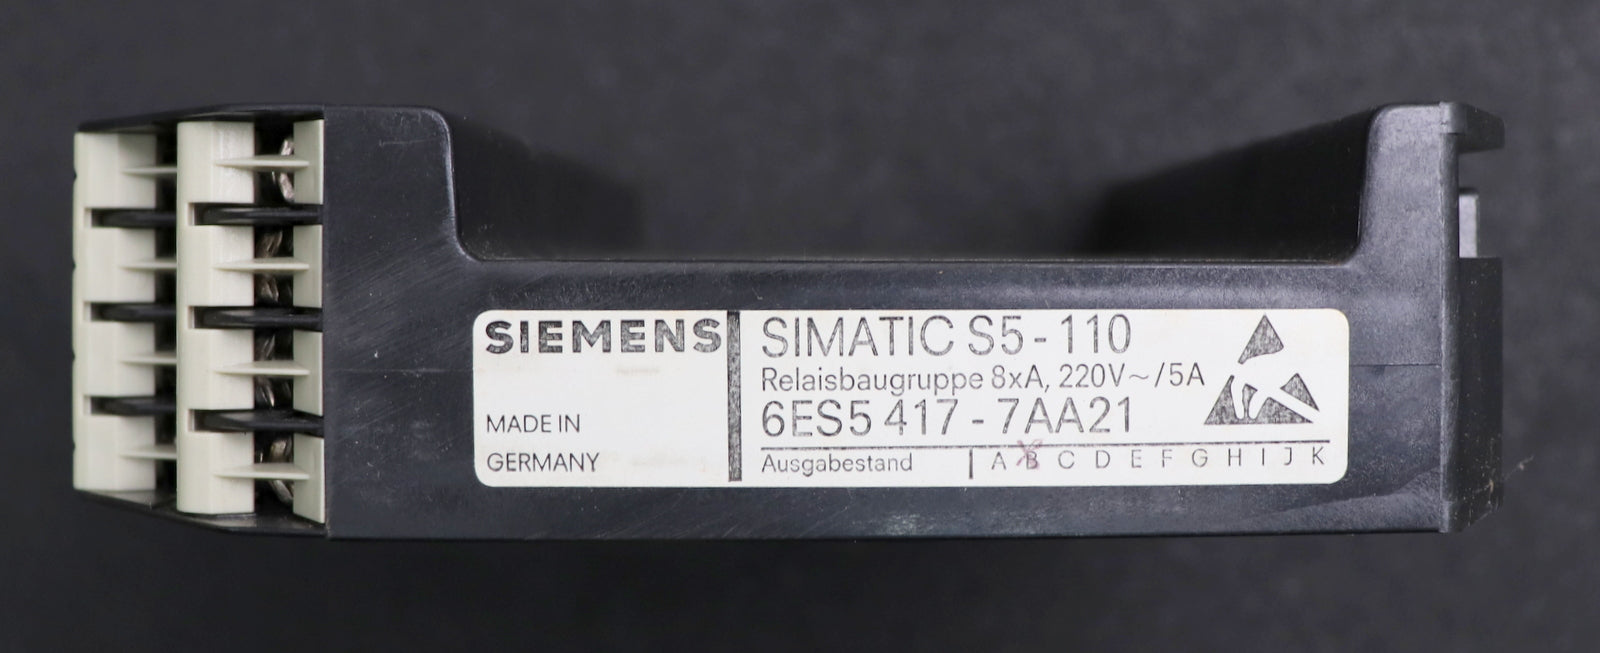 SIEMENS
MADE IN
GERMANY
SIMATIC S5-110
Relaisbaugruppe 8xA, 220V~/5A
6ES5 417-7AA21
Ausgabestand | A B C D E F G H I J K